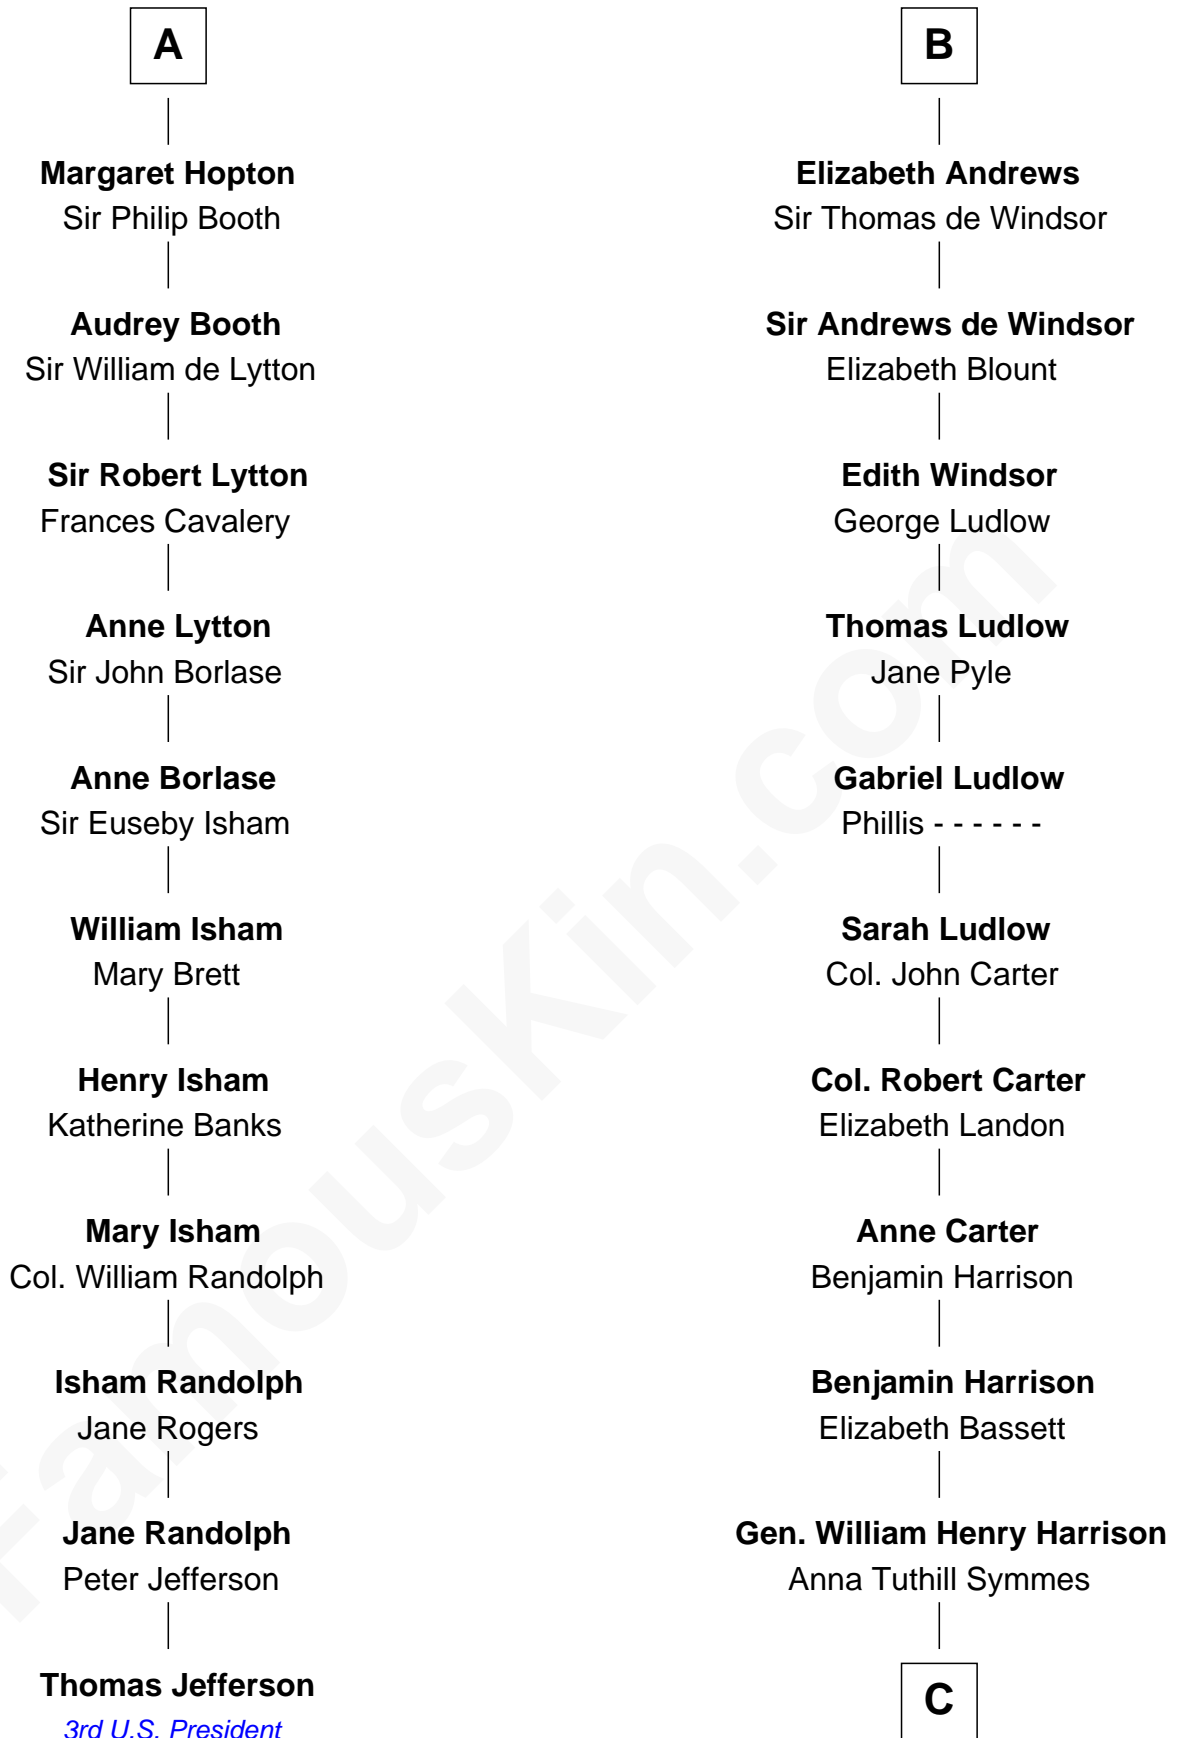 A
Margaret Hopton
Sir Philip Booth
Audrey Booth
Sir William de Lytton
Sir Robert Lytton
Frances Cavalery
Anne Lytton
Sir John Borlase
Anne Borlase
Sir Euseby Isham
William Isham
Mary Brett
Henry Isham
Katherine Banks
Mary Isham
Col. William Randolph
Isham Randolph
Jane Rogers
Jane Randolph
Peter Jefferson
Thomas Jefferson
3rd U.S. President
B
Elizabeth Andrews
Sir Thomas de Windsor
Sir Andrews de Windsor
Elizabeth Blount
Edith Windsor
George Ludlow
Thomas Ludlow
Jane Pyle
Gabriel Ludlow
Phillis - - - - - -
Sarah Ludlow
Col. John Carter
Col. Robert Carter
Elizabeth Landon
Anne Carter
Benjamin Harrison
Benjamin Harrison
Elizabeth Bassett
Gen. William Henry Harrison
Anna Tuthill Symmes
C
FamousKin.com